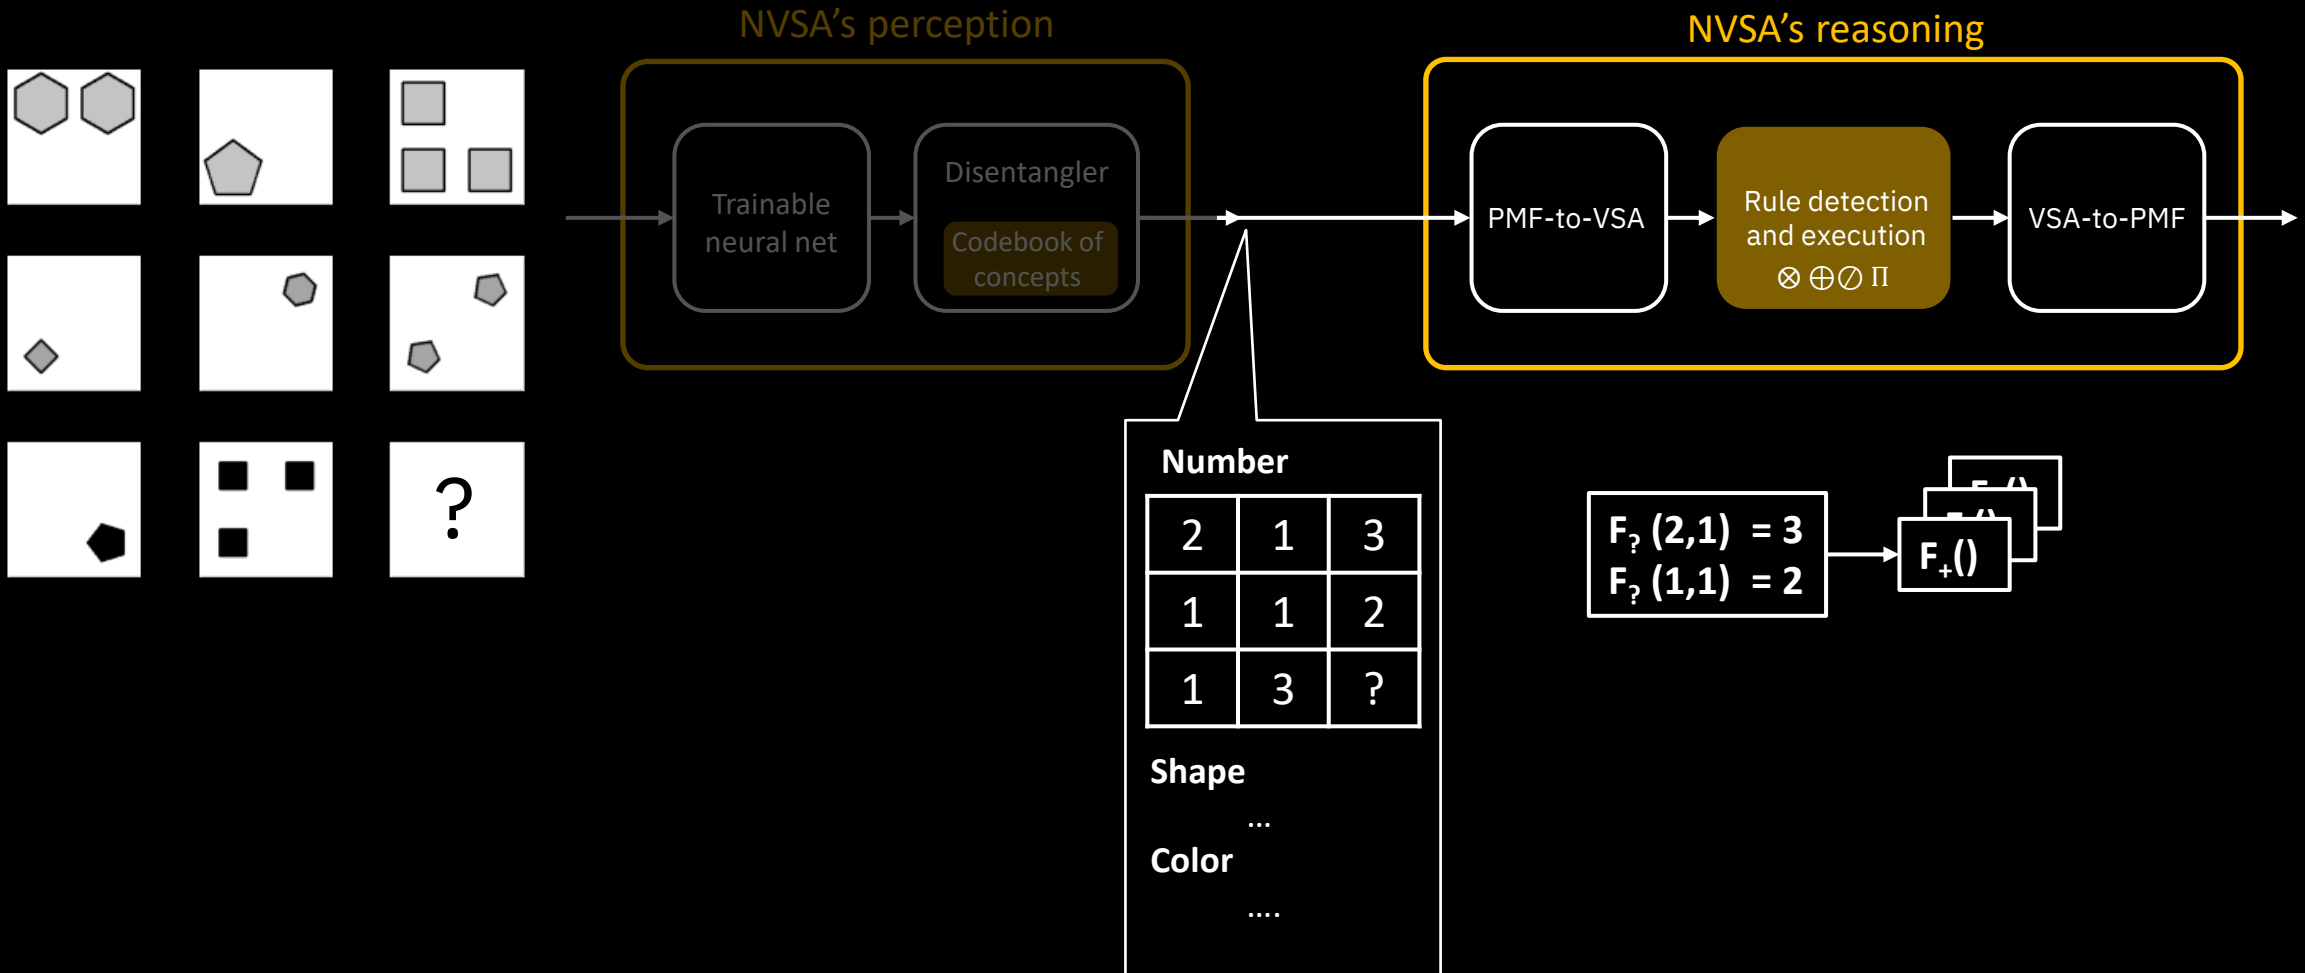 NVSA’s perception
NVSA’s reasoning
Trainable
neural net
Disentangler
Codebook of
concepts
PMF-to-VSA
Rule detection
and execution
⊗ ⊕⊘ Π
VSA-to-PMF
?
Number
2 1 3
1 1 2
1 3 ?
Shape
...
Color
....
F? (2,1) = 3
F? (1,1) = 2
F+()